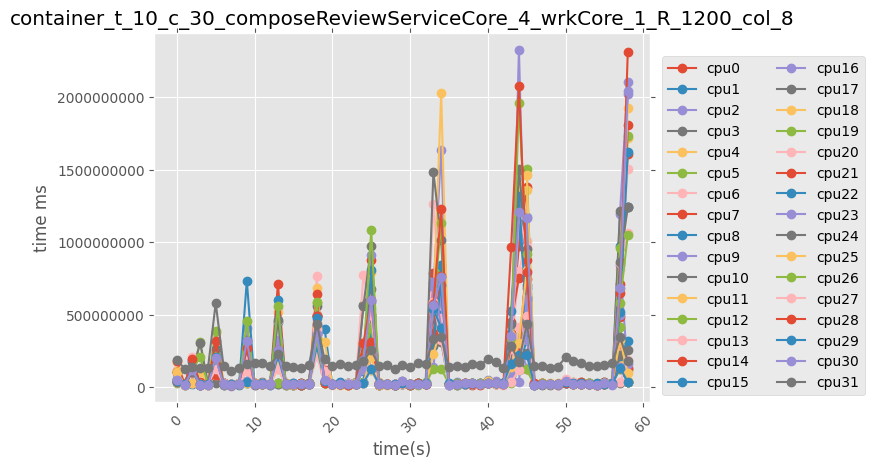 container_t_10_c_30_composeReviewServiceCore_4_wrkCore_1_R_1200_col_8
time ms
2000000000
1500000000
1000000000
500000000
0
0 10 20 30 40 50 60
time(s)
cpu0 cpu16
cpu1 cpu17
cpu2 cpu18
cpu3 cpu19
cpu4 cpu20
cpu5 cpu21
cpu6 cpu22
cpu7 cpu23
cpu8 cpu24
cpu9 cpu25
cpu10 cpu26
cpu11 cpu27
cpu12 cpu28
cpu13 cpu29
cpu14 cpu30
cpu15 cpu31